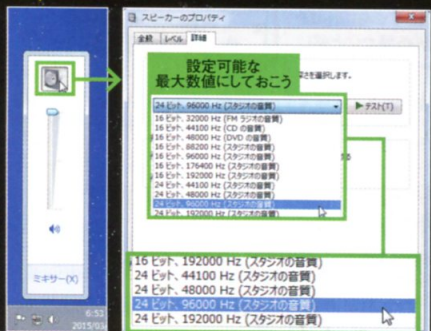 スピーカーのプロパティ
全般 レベル 詳細
設定可能な
最大数値にしておこう
深さを選択します。
24 ビット、96000 Hz (スタジオの音質)
▶テスト(T)
16 ビット、32000 Hz (FM ラジオの音質)
16 ビット、44100 Hz (CD の音質)
16 ビット、48000 Hz (DVD の音質)
16 ビット、88200 Hz (スタジオの音質)
16 ビット、96000 Hz (スタジオの音質)
16 ビット、176400 Hz (スタジオの音質)
16 ビット、192000 Hz (スタジオの音質)
24 ビット、44100 Hz (スタジオの音質)
24 ビット、48000 Hz (スタジオの音質)
24 ビット、96000 Hz (スタジオの音質)
24 ビット、192000 Hz (スタジオの音質)
16 ビット、192000 Hz (スタジオの音質)
24 ビット、44100 Hz (スタジオの音質)
24 ビット、48000 Hz (スタジオの音質)
24 ビット、96000 Hz (スタジオの音質)
24 ビット、192000 Hz (スタジオの音質)
ミキサー(X)
6:53